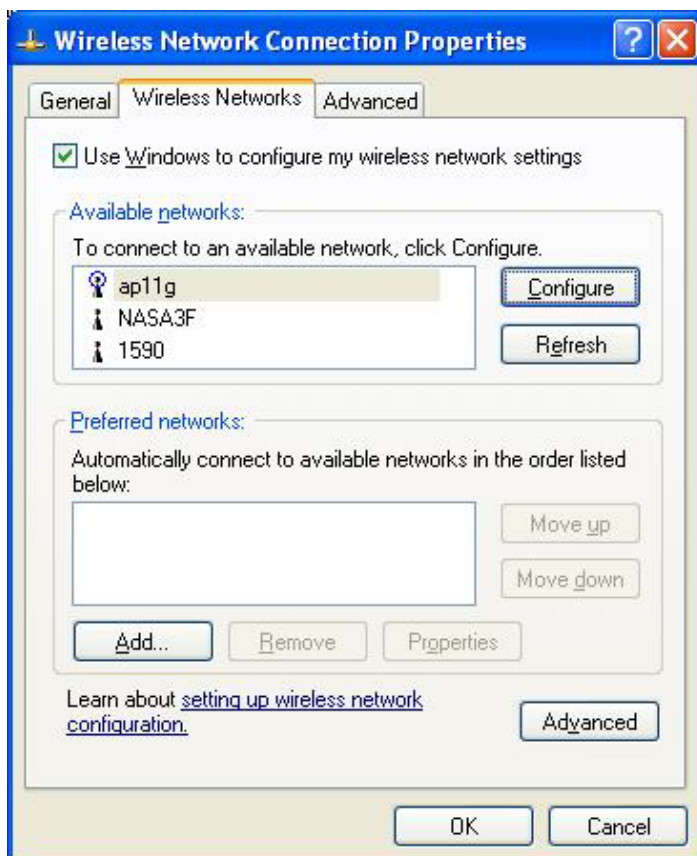 Wireless Network Connection Properties
General Wireless Networks Advanced
Use Windows to configure my wireless network settings
Available networks:
To connect to an available network, click Configure.
ap11g
NASA3F
1590
Configure
Refresh
Preferred networks:
Automatically connect to available networks in the order listed
below:
Move up
Move down
Add... Remove Properties
Learn about setting up wireless network
configuration.
Advanced
OK Cancel